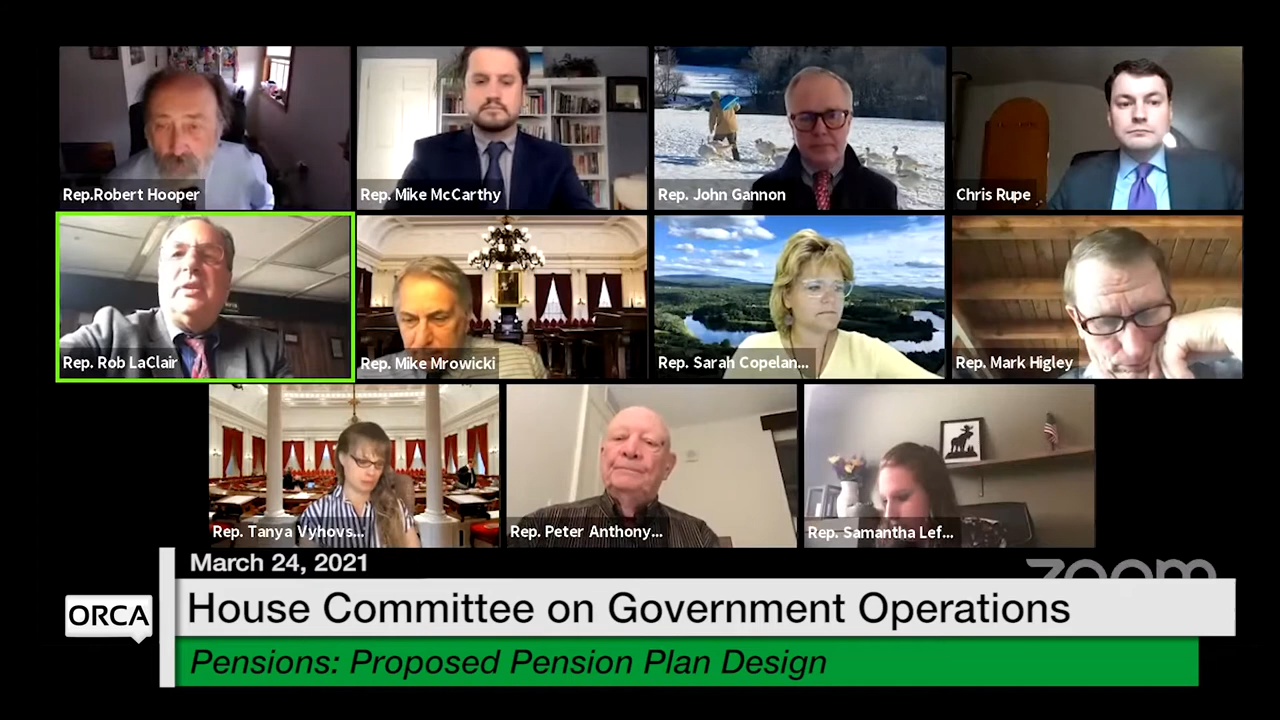 Rep.Robert Hooper
Rep. Mike McCarthy
Rep. John Gannon
Chris Rupe
Rep. Rob LaClair
Rep. Mike Mrowicki
Rep. Sarah Copelan...
Rep. Mark Higley
Rep. Tanya Vyhovs...
Rep. Peter Anthony...
Rep. Samantha Lef...
zoom
March 24, 2021
ORCA
House Committee on Government Operations
Pensions: Proposed Pension Plan Design